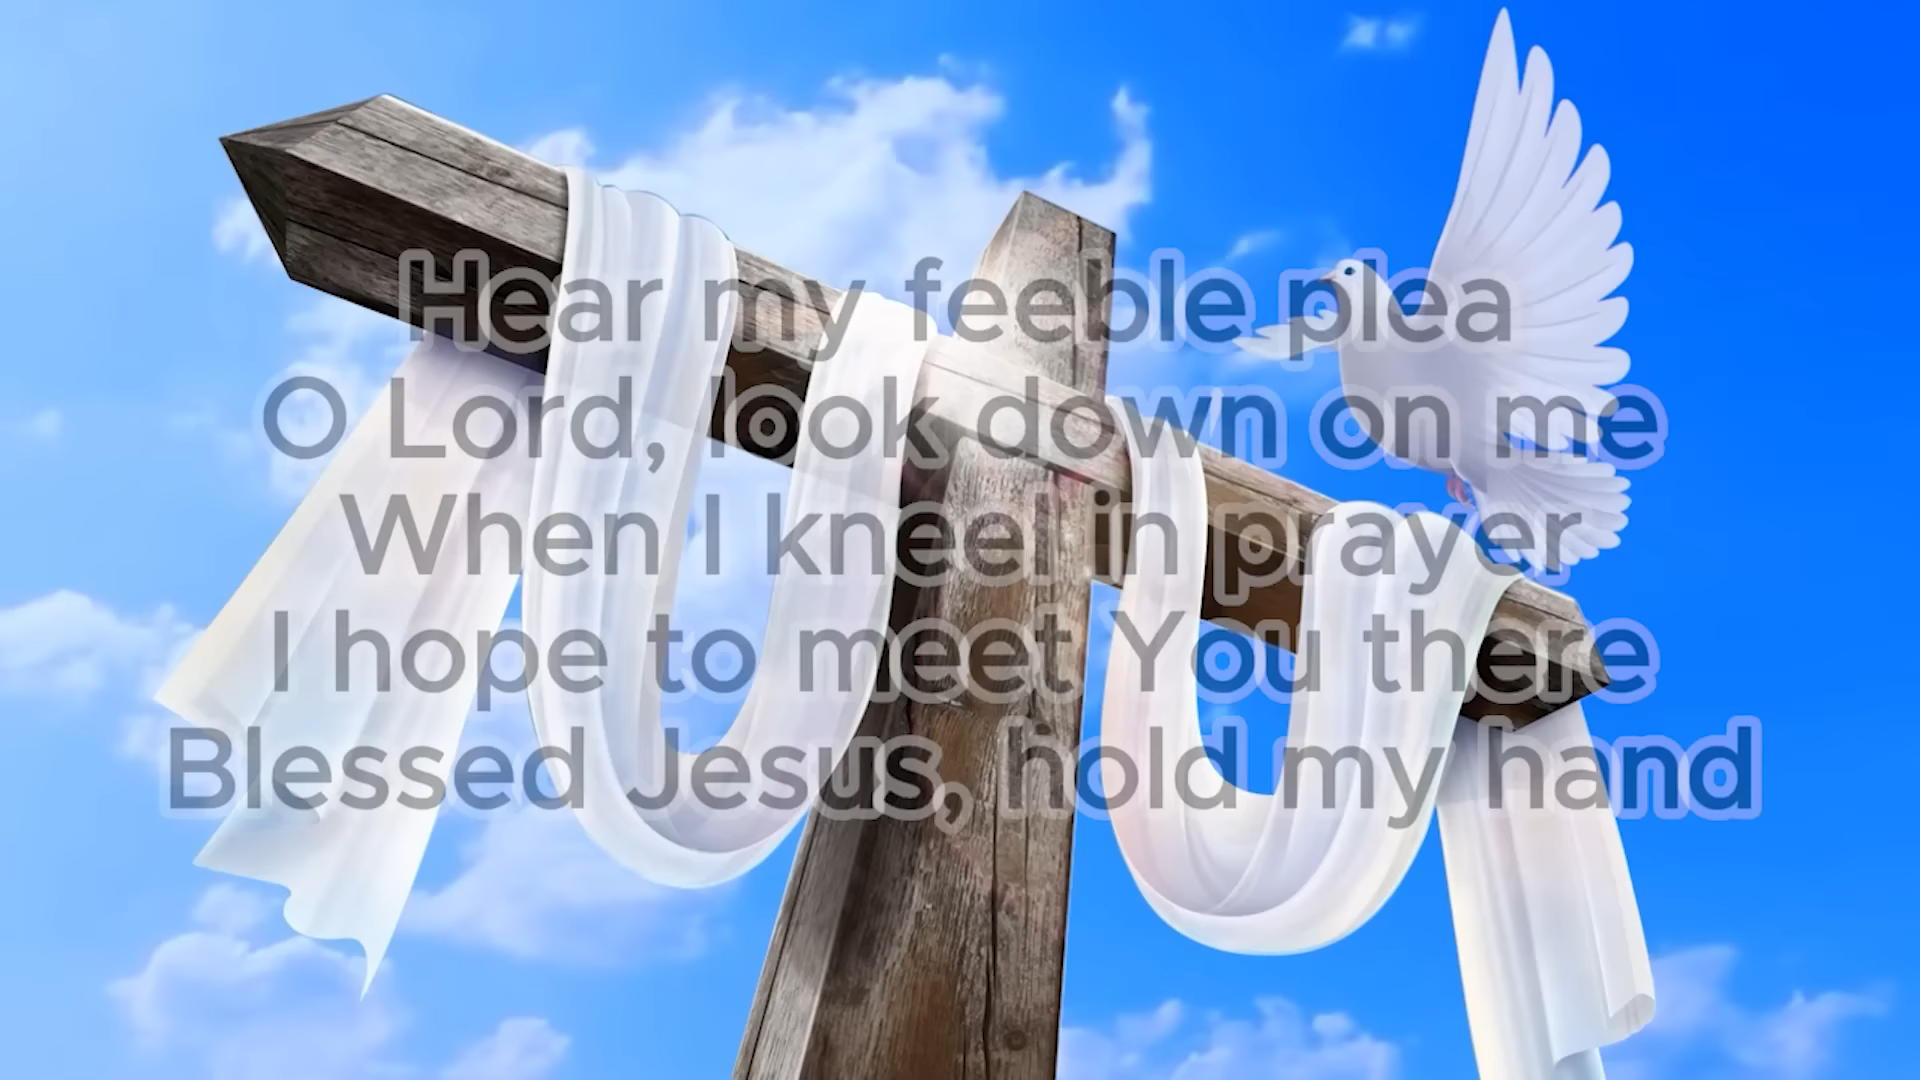 Hear my feeble plea
O Lord, look down on me
When I kneel in prayer
I hope to meet You there
Blessed Jesus, hold my hand